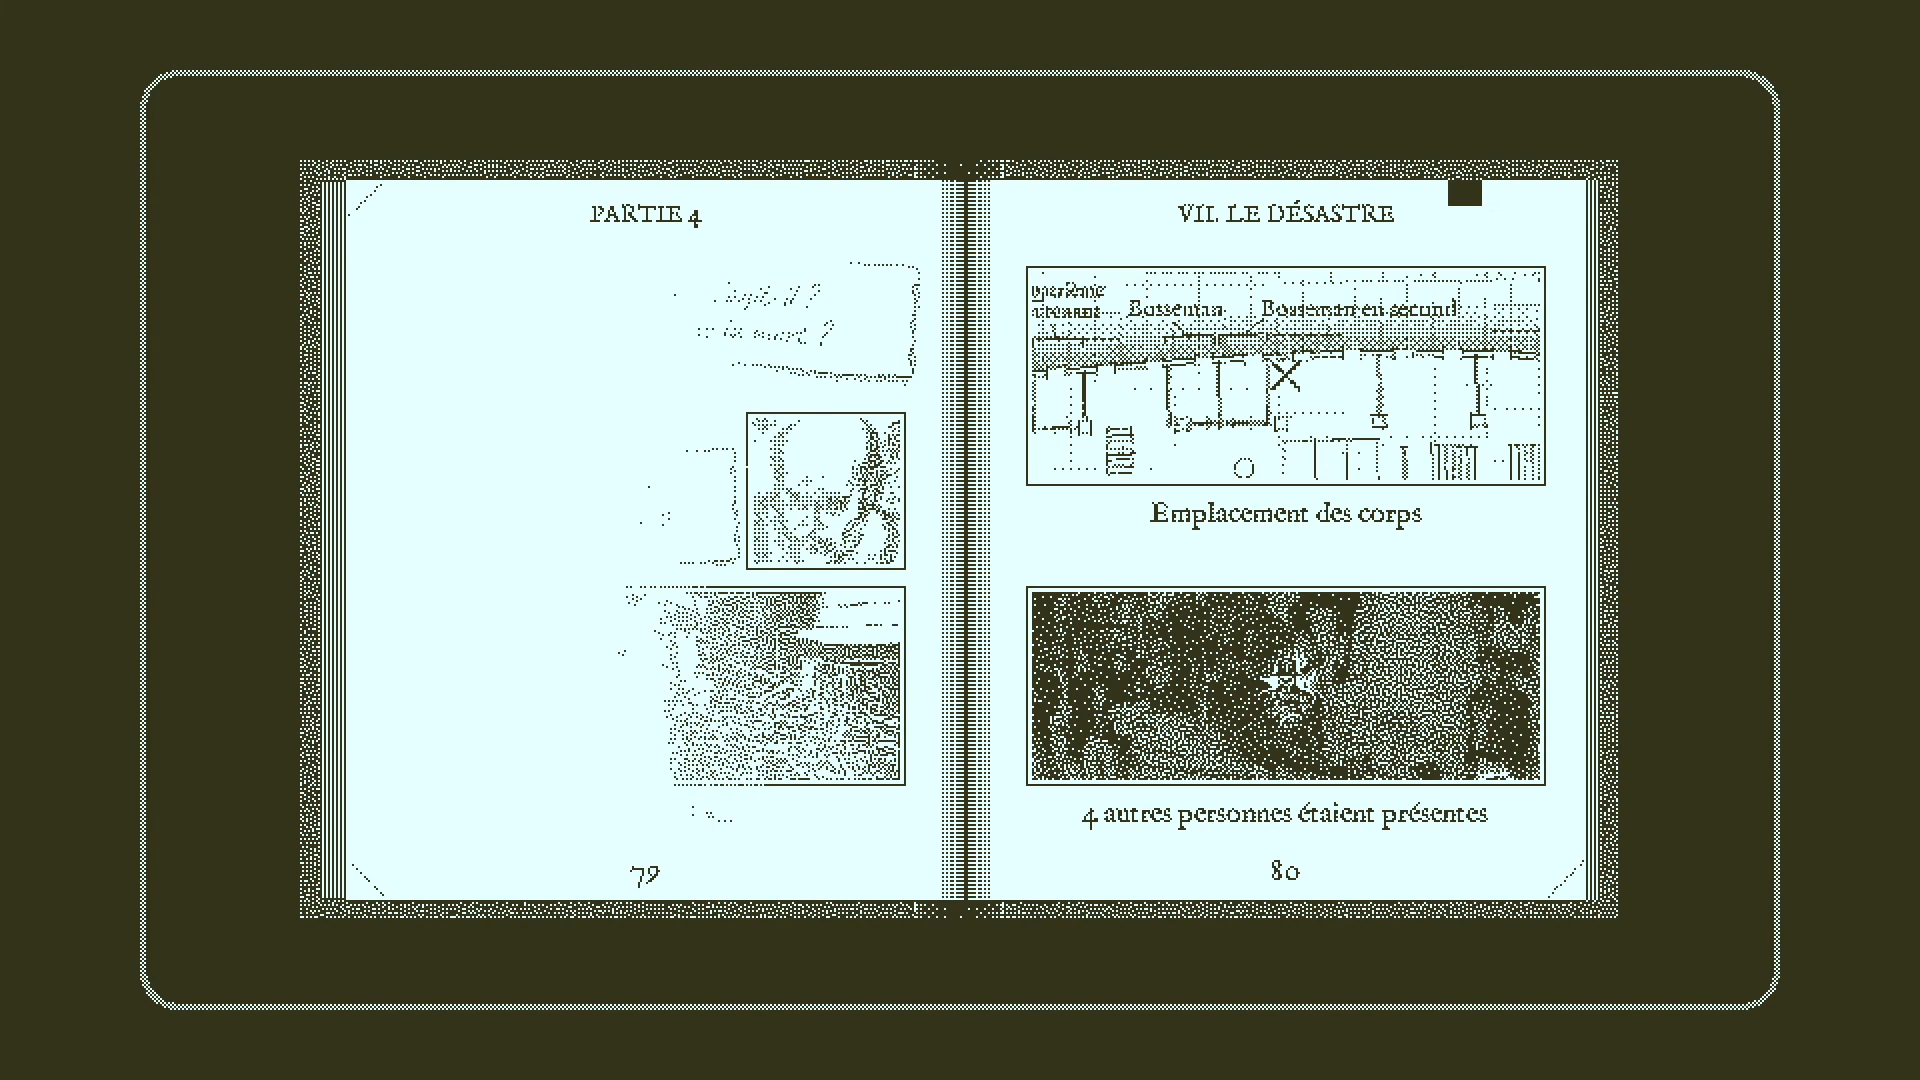 PARTIE 4
VII. LE DÉSASTRE
Bosseman
Bosseman en second
Emplacement des corps
4 autres personnes étaient présentes
79
80